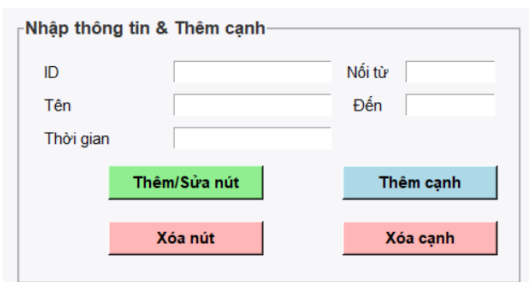 Nhập thông tin & Thêm cạnh
ID Nối từ
Tên Đến
Thời gian
Thêm/Sửa nút Thêm cạnh
Xóa nút Xóa cạnh